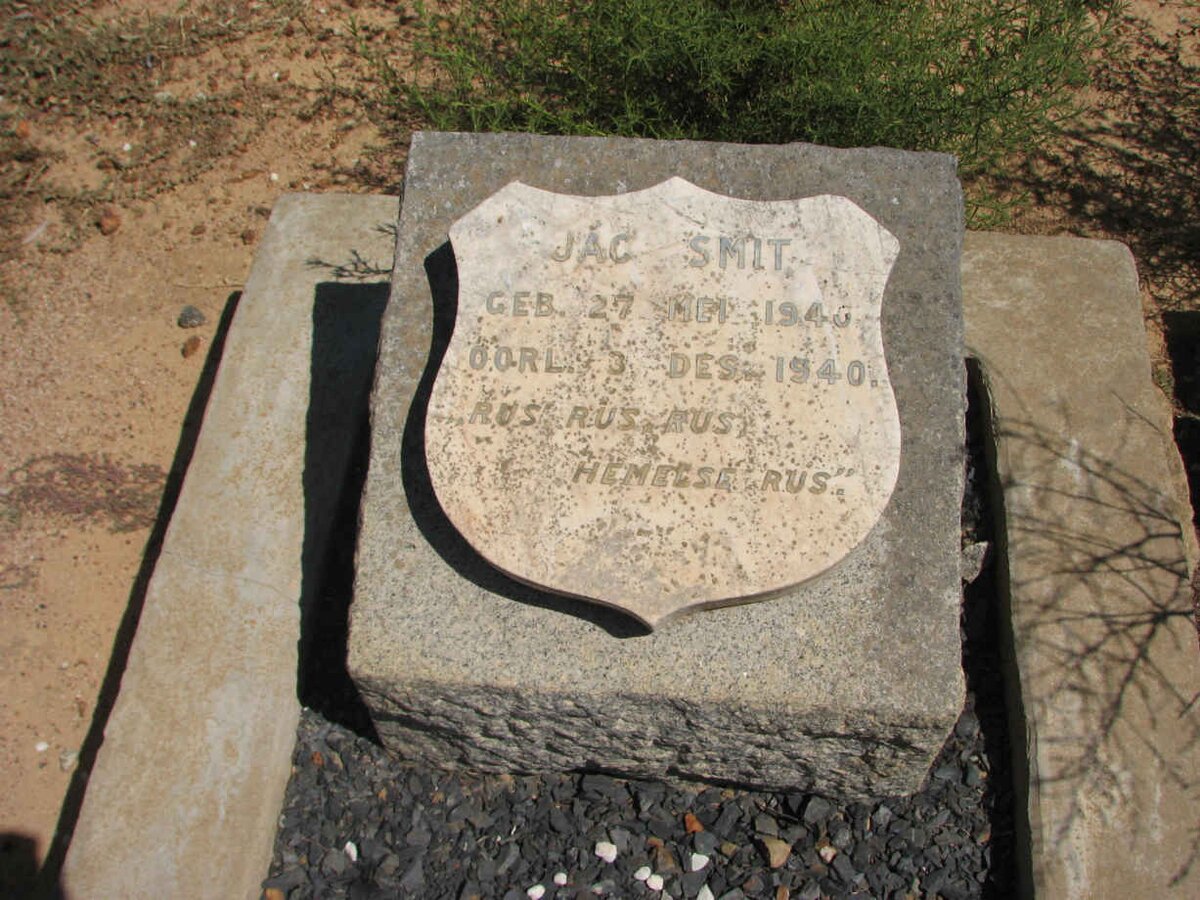 JAC SMIT
GEB. 27 MEI 1940
OORL. 3 DES. 1940.
RUS RUS RUS,
HEMELSE RUS".